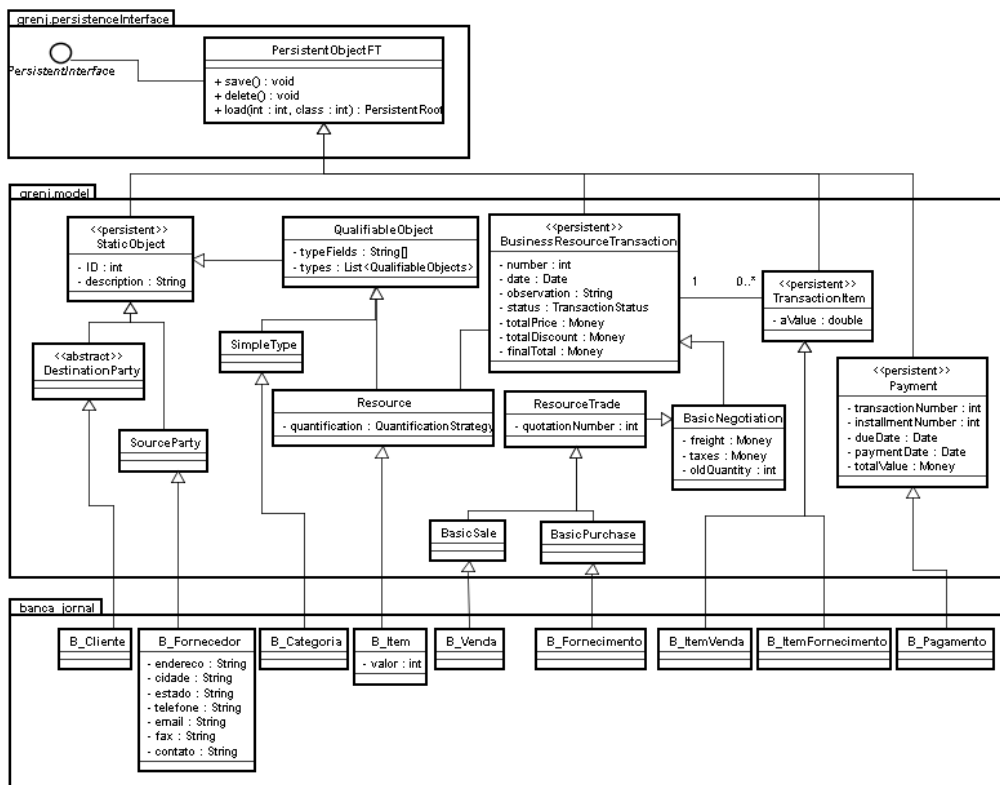 grenj.persistenceInterface
PersistentInterface
PersistentObjectFT
+ save() : void
+ delete() : void
+ load(int : int, class : int) : PersistentRoot
grenj.model
<<persistent>>
StaticObject
- ID : int
- description : String
QualifiableObject
- typeFields : String[]
- types : List<QualifiableObjects>
<<persistent>>
BusinessResourceTransaction
- number : int
- date : Date
- observation : String
- status : TransactionStatus
- totalPrice : Money
- totalDiscount : Money
- finalTotal : Money
1
0..*
<<persistent>>
TransactionItem
- aValue : double
<<abstract>>
DestinationParty
SimpleType
<<persistent>>
Payment
- transactionNumber : int
- installmentNumber : int
- dueDate : Date
- paymentDate : Date
- totalValue : Money
Resource
- quantification : QuantificationStrategy
ResourceTrade
- quotationNumber : int
BasicNegotiation
- freight : Money
- taxes : Money
- oldQuantity : int
SourceParty
BasicSale
BasicPurchase
banca_jornal
B_Cliente
B_Fornecedor
- endereco : String
- cidade : String
- estado : String
- telefone : String
- email : String
- fax : String
- contato : String
B_Categoria
B_Item
- valor : int
B_Venda
B_Fornecimento
B_ItemVenda
B_ItemFornecimento
B_Pagamento